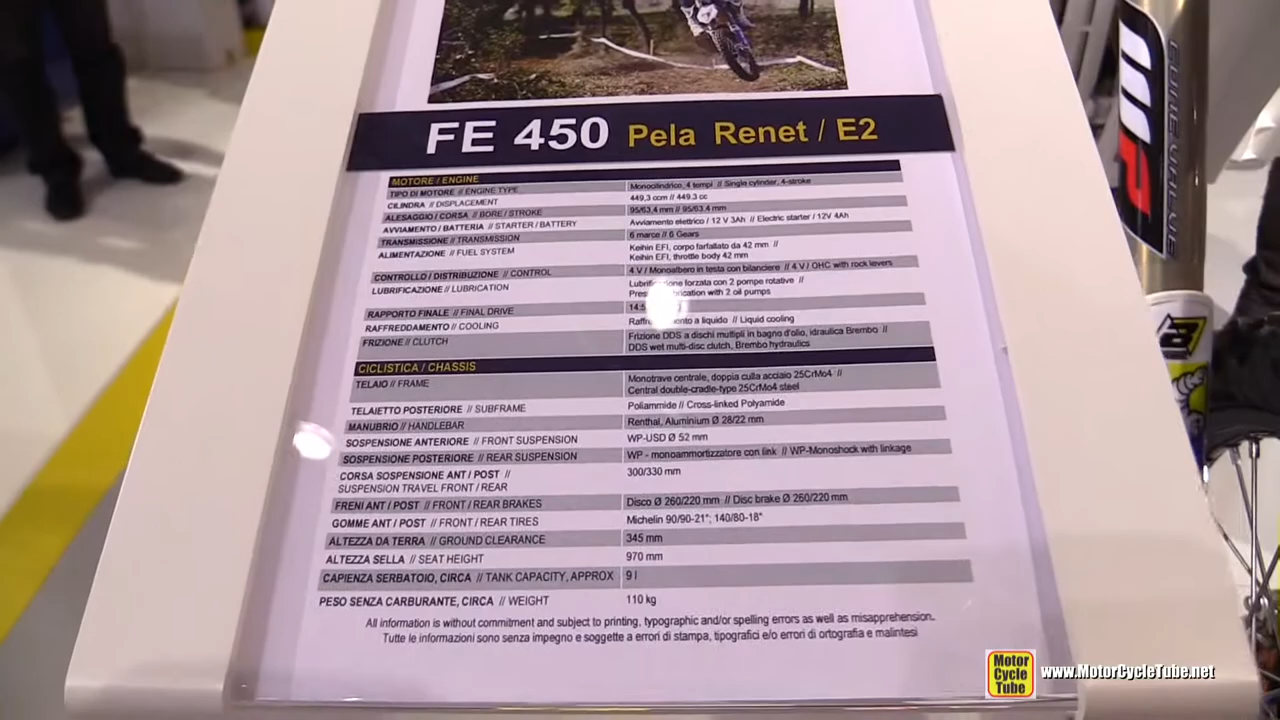 FE 450 Pela Renet / E2
MOTORE / ENGINE
TIPO DI MOTORE // ENGINE TYPE Monocilindrico, 4 tempi // Single cylinder, 4-stroke
CILINDRA // DISPLACEMENT 449,3 ccm // 449.3 cc
ALESAGGIO / CORSA // BORE / STROKE 95/63,4 mm // 95/63.4 mm
AVVIAMENTO / BATTERIA // STARTER / BATTERY Avviamento elettrico / 12 V 3Ah // Electric starter / 12V 4Ah
TRANSMISSIONE // TRANSMISSION 6 marce // 6 Gears
ALIMENTAZIONE // FUEL SYSTEM Keihin EFI, corpo farfallato da 42 mm //
Keihin EFI, throttle body 42 mm
CONTROLLO / DISTRIBUZIONE // CONTROL 4 V / Monoalbero in testa con bilanciere // 4 V / OHC with rock levers
LUBRIFICAZIONE // LUBRICATION forzata con 2 pompe rotative //
with 2 oil pumps
RAPPORTO FINALE // FINAL DRIVE
RAFFREDDAMENTO // COOLING a liquido // Liquid cooling
FRIZIONE // CLUTCH Frizione DDS a dischi multipli in bagno d'olio, idraulica Brembo //
DDS wet multi-disc clutch, Brembo hydraulics
CICLISTICA / CHASSIS
TELAIO // FRAME Monotrave centrale, doppia culla acciaio 25CrMo4 //
Central double-cradle-type 25CrMo4 steel
TELAIETTO POSTERIORE // SUBFRAME Poliammide // Cross-linked Polyamide
MANUBRIO // HANDLEBAR Renthal, Aluminium Ø 28/22 mm
SOSPENSIONE ANTERIORE // FRONT SUSPENSION WP-USD Ø 52 mm
SOSPENSIONE POSTERIORE // REAR SUSPENSION WP - monoammortizzatore con link // WP-Monoshock with linkage
CORSA SOSPENSIONE ANT / POST // 300/330 mm
SUSPENSION TRAVEL FRONT / REAR
FRENI ANT / POST // FRONT / REAR BRAKES Disco Ø 260/220 mm // Disc brake Ø 260/220 mm
GOMME ANT / POST // FRONT / REAR TIRES Michelin 90/90-21"; 140/80-18"
ALTEZZA DA TERRA // GROUND CLEARANCE 345 mm
ALTEZZA SELLA // SEAT HEIGHT 970 mm
CAPIENZA SERBATOIO, CIRCA // TANK CAPACITY, APPROX 9 l
PESO SENZA CARBURANTE, CIRCA // WEIGHT 110 kg
All information is without commitment and subject to printing, typographic and/or spelling errors as well as misapprehension.
Tutte le informazioni sono senza impegno e soggette a errori di stampa, tipografici e/o errori di ortografia e malintesi
WP
Motor
Cycle
Tube
www.MotorCycleTube.net